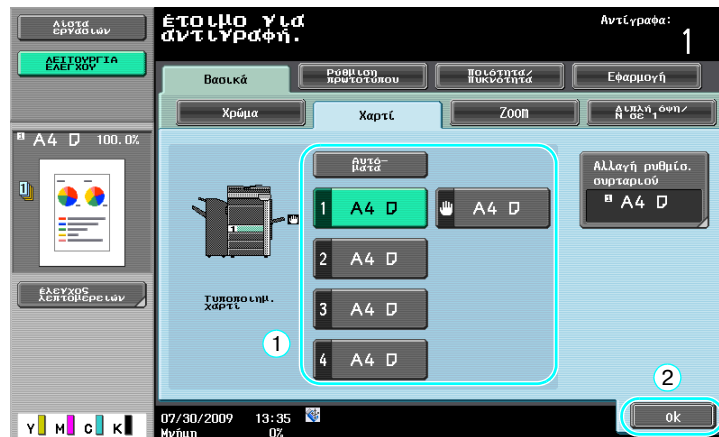 Λίστα
εργασιών
ΛΕΙΤΟΥΡΓΙΑ
ΕΛΕΓΧΟΥ
A4 100.0%
έλεγχος
λεπτομερειών
Y M C K
έτοιμο για
αντιγραφή.
Αντίγραφα:
1
Βασικά
Ρύθμιση
πρωτοτύπου
Ποιότητα/
πυκνότητα
Εφαρμογή
Χρώμα
Χαρτί
Zoom
Διπλή όψη/
N σε 1
Αυτό-
ματα
1 A4
A4
2 A4
3 A4
4 A4
Τυποποιημ.
χαρτί
1
Αλλαγή ρυθμίσ.
συρταριού
A4
2
ok
07/30/2009 13:35
Μνήμη 0%